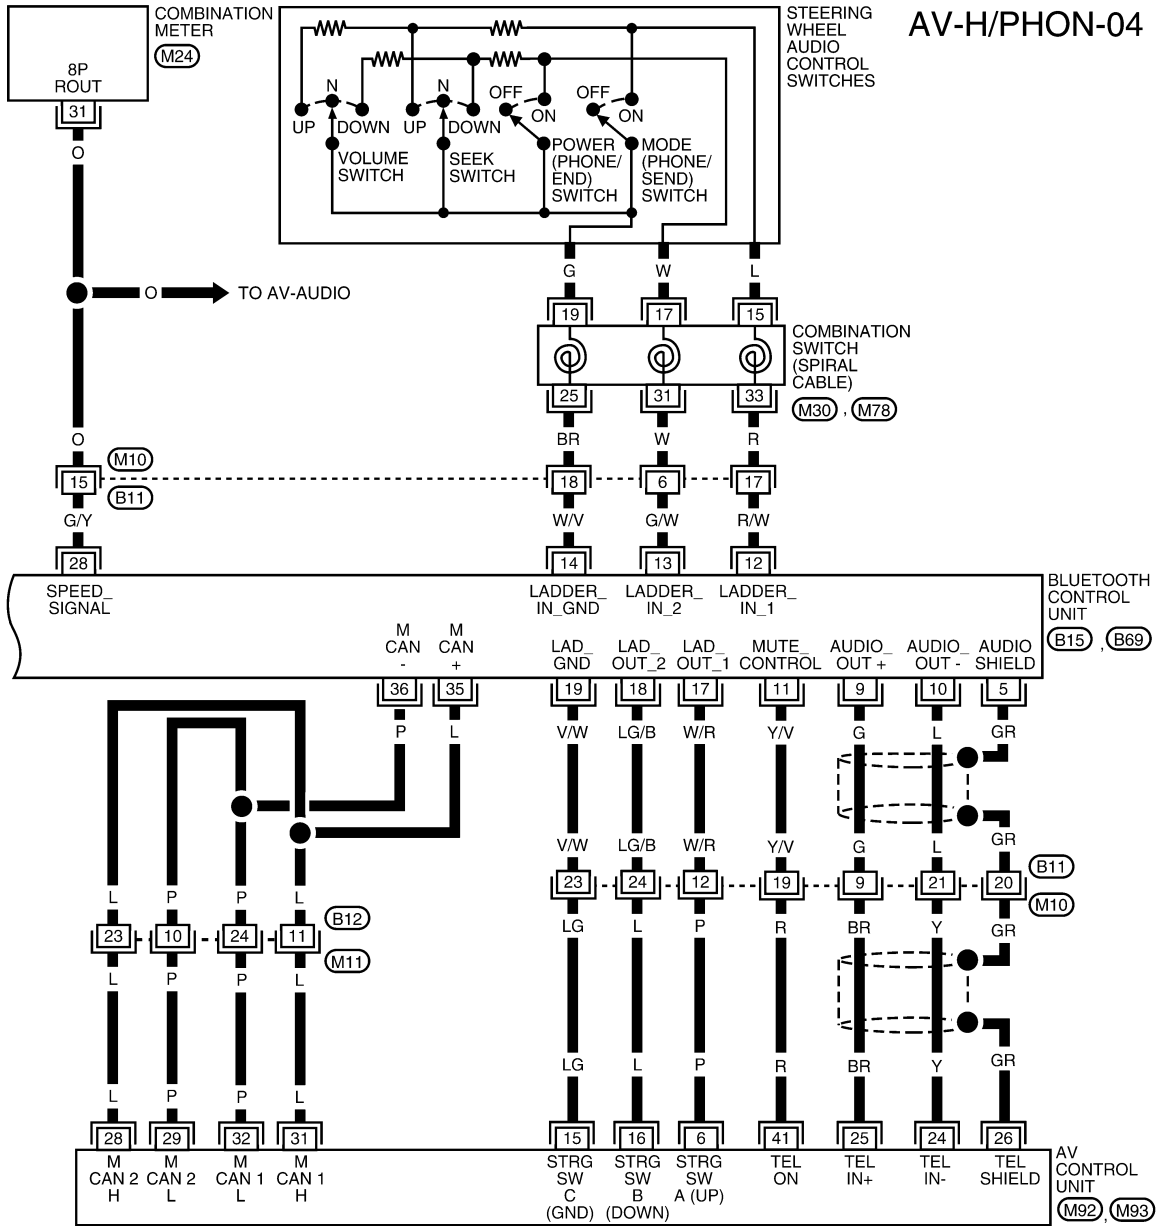 COMBINATION
METER
M24
8P
ROUT
31
O
O
TO AV-AUDIO
O
M10
15
B11
G/Y
28
AV-H/PHON-04
STEERING
WHEEL
AUDIO
CONTROL
SWITCHES
N
UP
DOWN
VOLUME
SWITCH
N
UP
DOWN
SEEK
SWITCH
OFF
ON
POWER
(PHONE/
END)
SWITCH
OFF
ON
MODE
(PHONE/
SEND)
SWITCH
G W L
19 17 15
COMBINATION
SWITCH
(SPIRAL
CABLE)
M30 , M78
25 31 33
BR W R
18 6 17
W/V G/W R/W
14 13 12
SPEED_
SIGNAL
LADDER_
IN_GND
LADDER_
IN_2
LADDER_
IN_1
BLUETOOTH
CONTROL
UNIT
B15 , B69
M
CAN
-
M
CAN
+
LAD_
GND
LAD_
OUT_2
LAD_
OUT_1
MUTE_
CONTROL
AUDIO_
OUT +
AUDIO_
OUT -
AUDIO
SHIELD
36 35 19 18 17 11 9 10 5
P L V/W LG/B W/R Y/V G L GR
V/W LG/B W/R Y/V G L GR
23 24 12 19 9 21 20
B11
M10
L P P L
23 10 24 11
B12
M11
LG L P R BR Y GR
L P P L
LG L P R BR Y GR
L P P L
28 29 32 31 15 16 6 41 25 24 26
M
CAN 2
H
M
CAN 2
L
M
CAN 1
L
M
CAN 1
H
STRG
SW
C
(GND)
STRG
SW
B
(DOWN)
STRG
SW
A (UP)
TEL
ON
TEL
IN+
TEL
IN-
TEL
SHIELD
AV
CONTROL
UNIT
M92 , M93